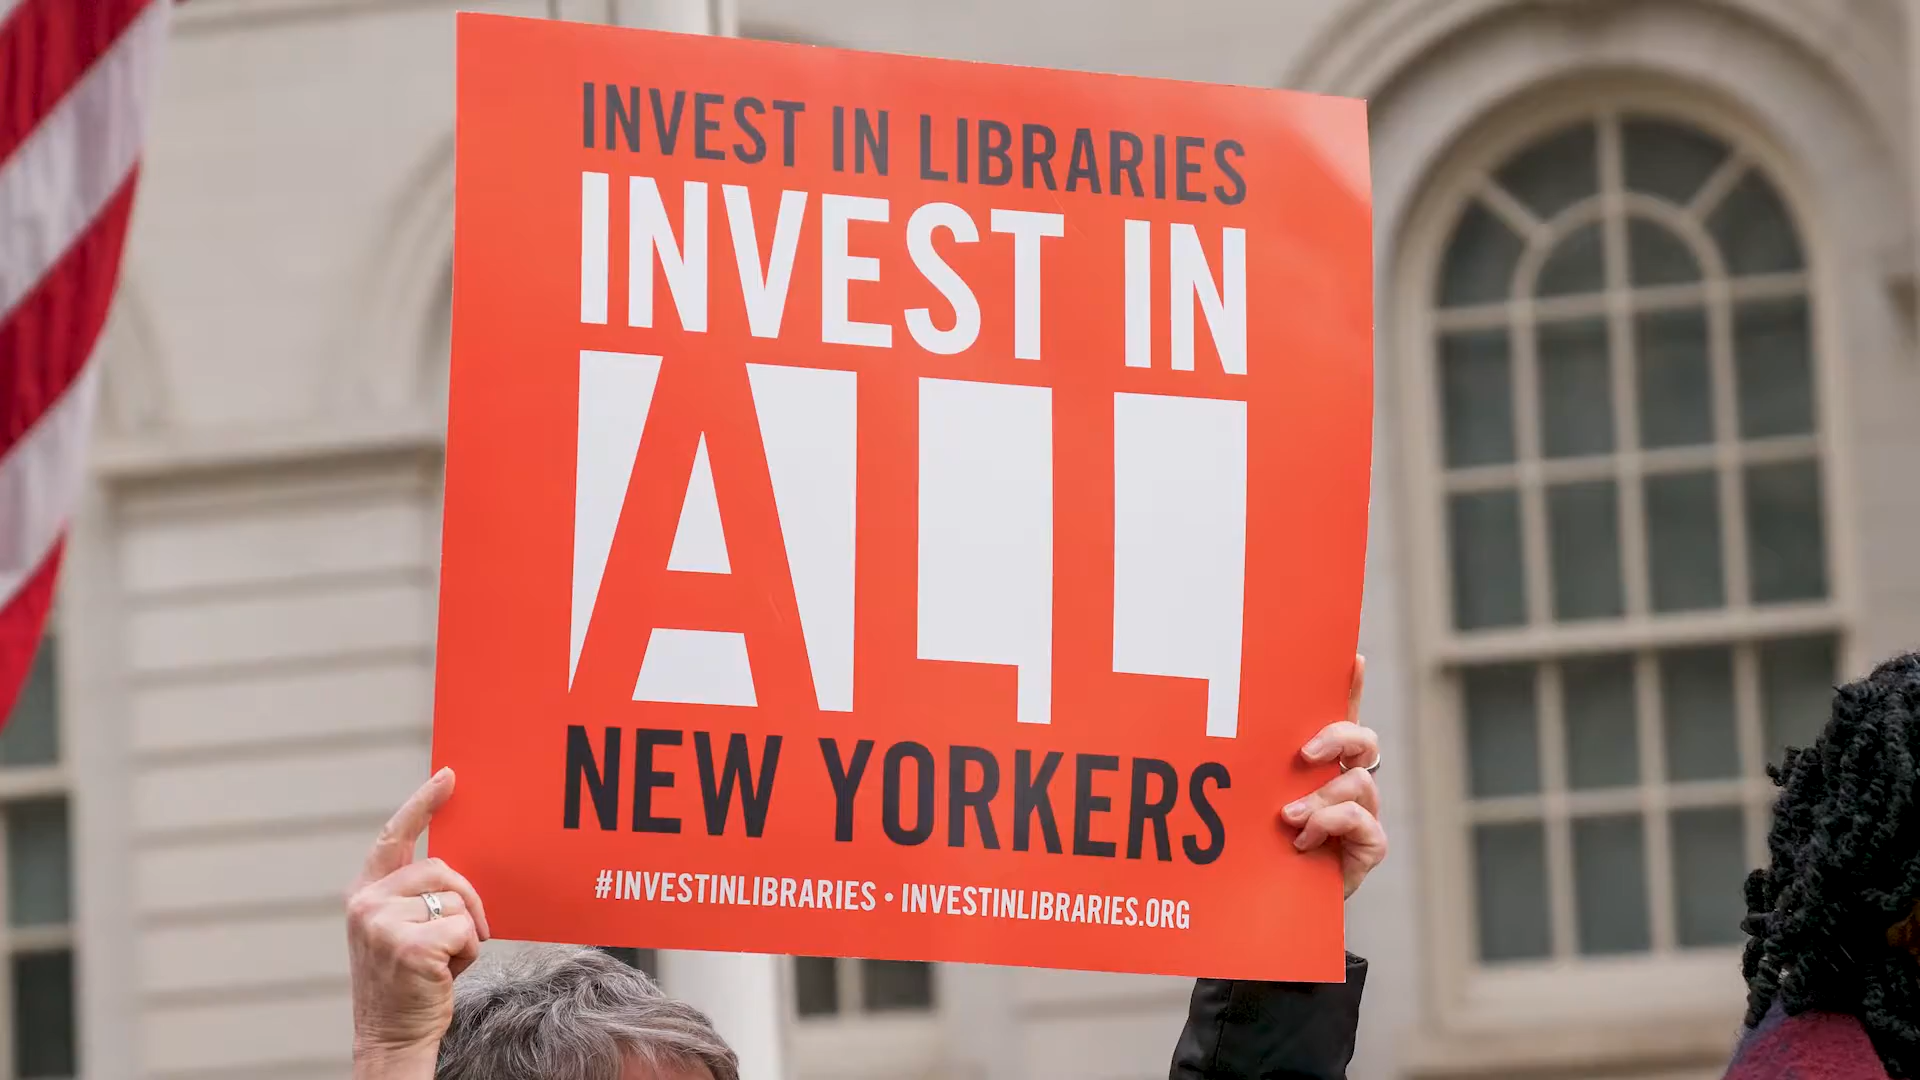 INVEST IN LIBRARIES
INVEST IN
ALL
NEW YORKERS
#INVESTINLIBRARIES • INVESTINLIBRARIES.ORG